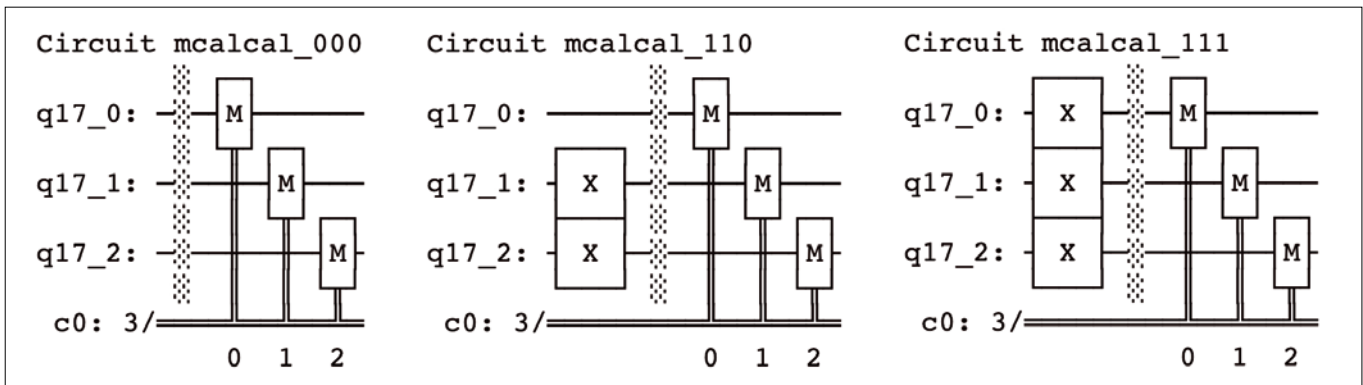 Circuit mcalcal_000 Circuit mcalcal_110 Circuit mcalcal_111
q17_0: M q17_0: M q17_0: X M
q17_1: M q17_1: X M q17_1: X M
q17_2: M q17_2: X M q17_2: X M
c0: 3/ c0: 3/ c0: 3/
0 1 2 0 1 2 0 1 2